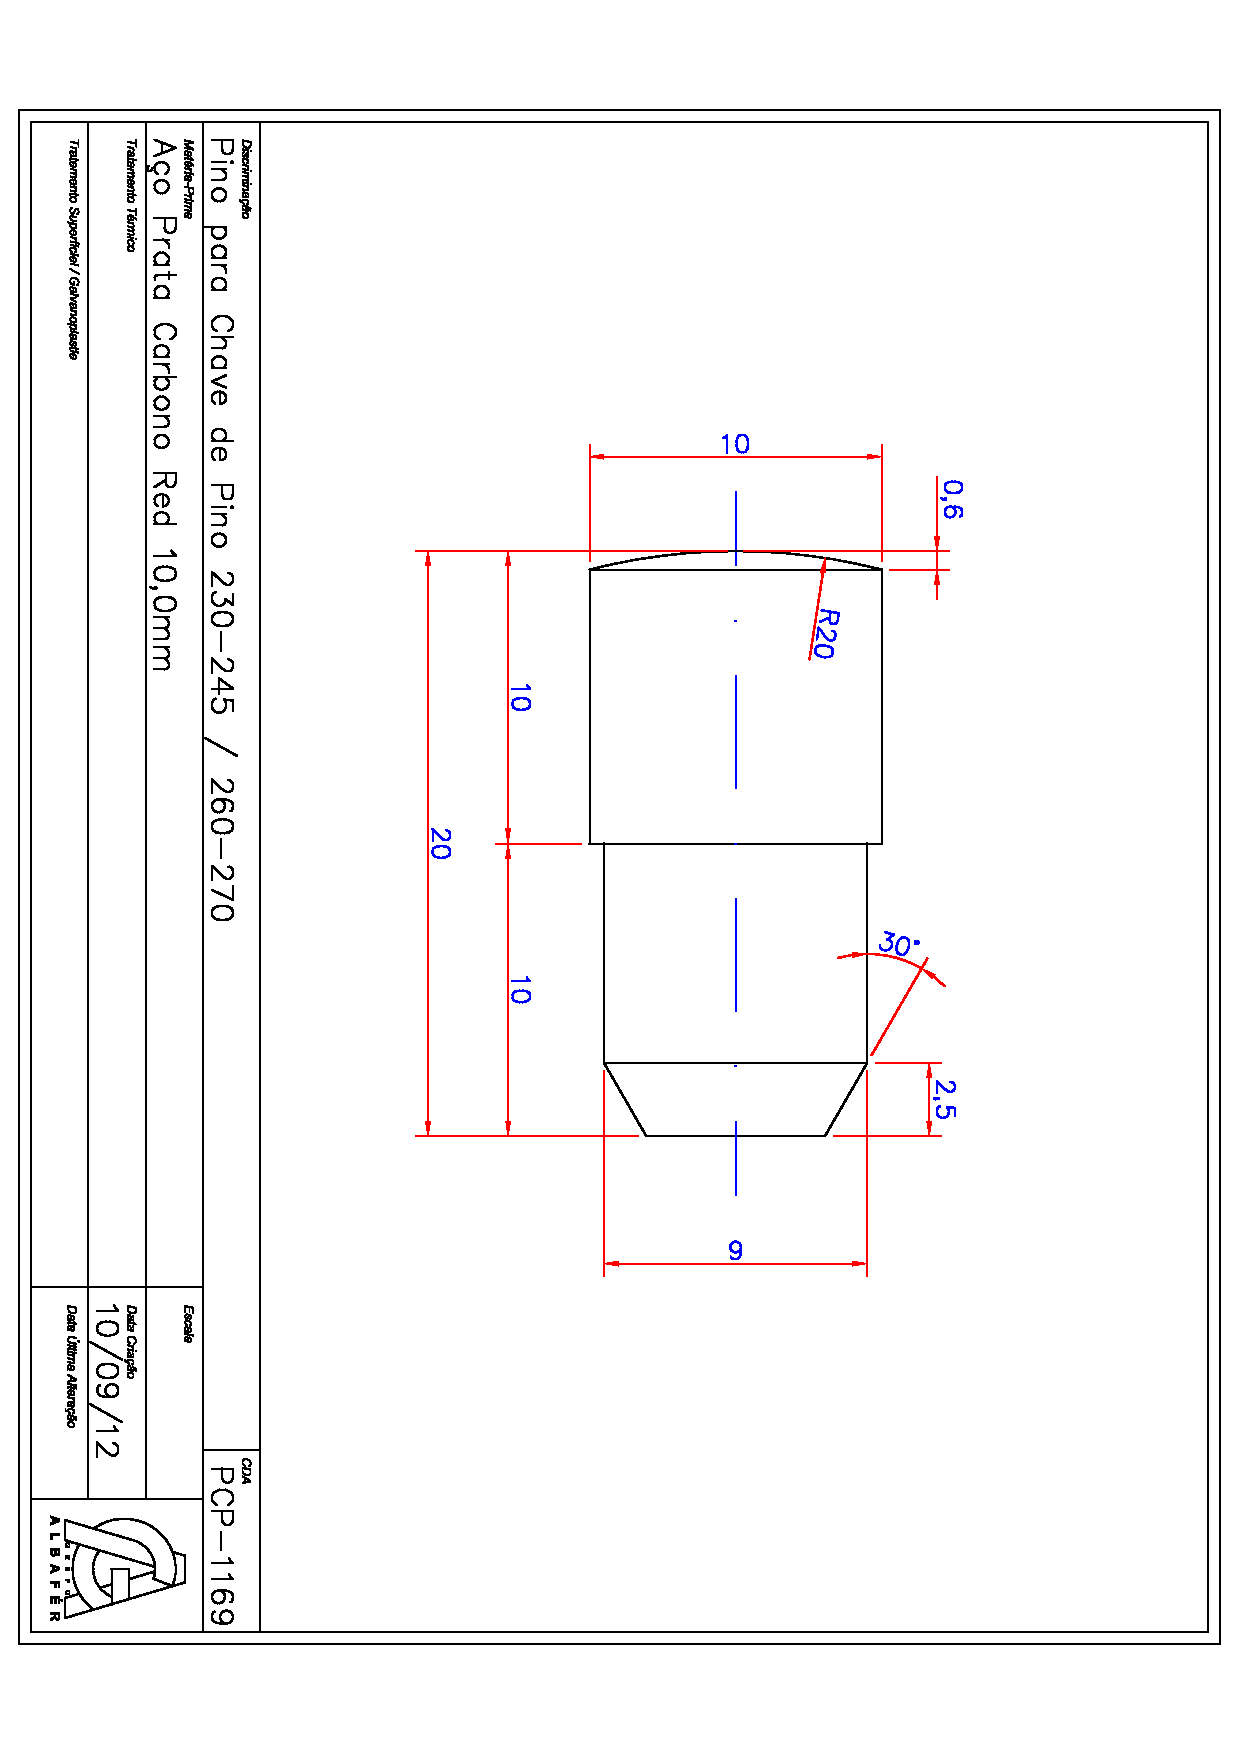 10
0,6
R20
10
20
10
30°
2,5
9
Discriminação
Pino para Chave de Pino 230-245 / 260-270
CDA
PCP-1169
Matéria-Prima
Aço Prata Carbono Red 10,0mm
Escala
Tratamento Térmico
Data Criação
10/09/12
Tratamento Superficial / Galvanoplastia
Data Última Alteração
GRUPO
ALBAFÉR